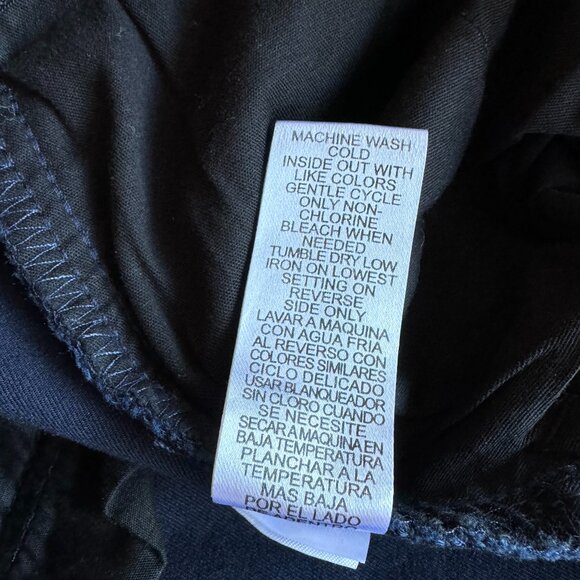 MACHINE WASH
COLD
INSIDE OUT WITH
LIKE COLORS
GENTLE CYCLE
ONLY NON-
CHLORINE
BLEACH WHEN
NEEDED
TUMBLE DRY LOW
IRON ON LOWEST
SETTING ON
REVERSE
SIDE ONLY
LAVAR A MAQUINA
CON AGUA FRIA
AL REVERSO CON
COLORES SIMILARES
CICLO DELICADO
USAR BLANQUEADOR
SIN CLORO CUANDO
SE NECESITE
SECAR A MAQUINA EN
BAJA TEMPERATURA
PLANCHAR A LA
TEMPERATURA
MAS BAJA
POR EL LADO